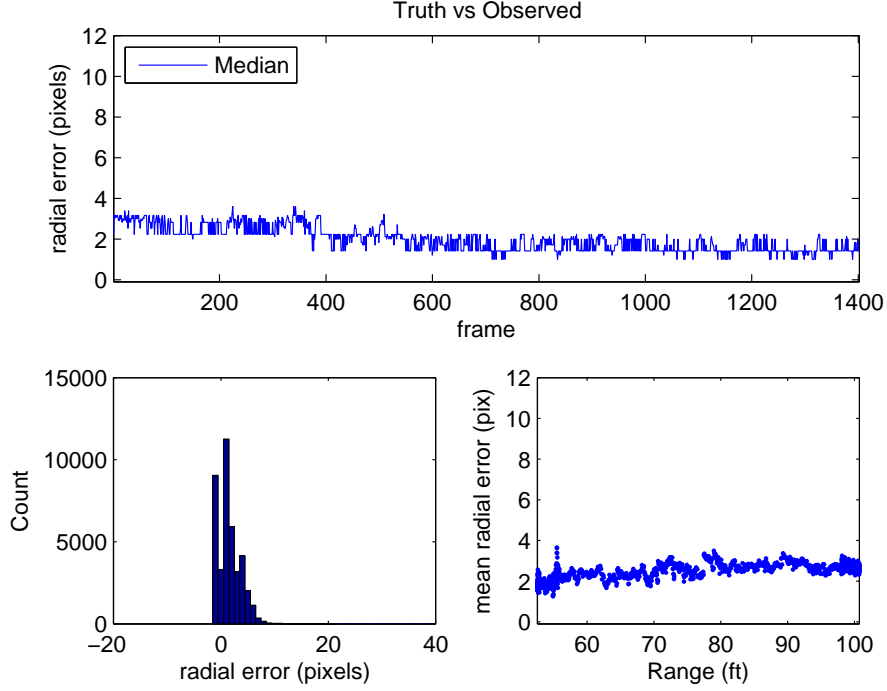 Truth vs Observed
12
10
8
6
4
2
0
radial error (pixels)
Median
200 400 600 800 1000 1200 1400
frame
15000
10000
5000
0
Count
−20 0 20 40
radial error (pixels)
12
10
8
6
4
2
0
mean radial error (pix)
60 70 80 90 100
Range (ft)